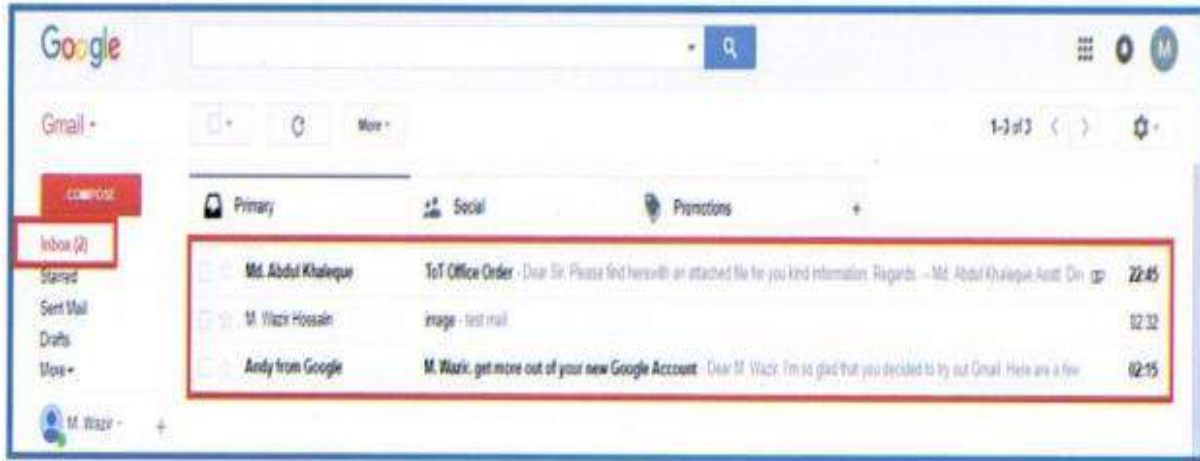 Google
M
Gmail
More
1-3 of 3
COMPOSE
Primary
Social
Promotions
+
Inbox (2)
Starred
Sent Mail
Drafts
More
Md. Abdul Khaleque ToT Office Order - Dear Sir. Please find herewith an attached file for you kind information. Regards. -- Md. Abdul Khaleque Asstt. Dir 22:45
M. Wazir Hossain image - test mail 02:32
Andy from Google M. Wazir, get more out of your new Google Account - Dear M. Wazir I'm so glad that you decided to try out Gmail. Here are a few 02:15
M. Wazir
+